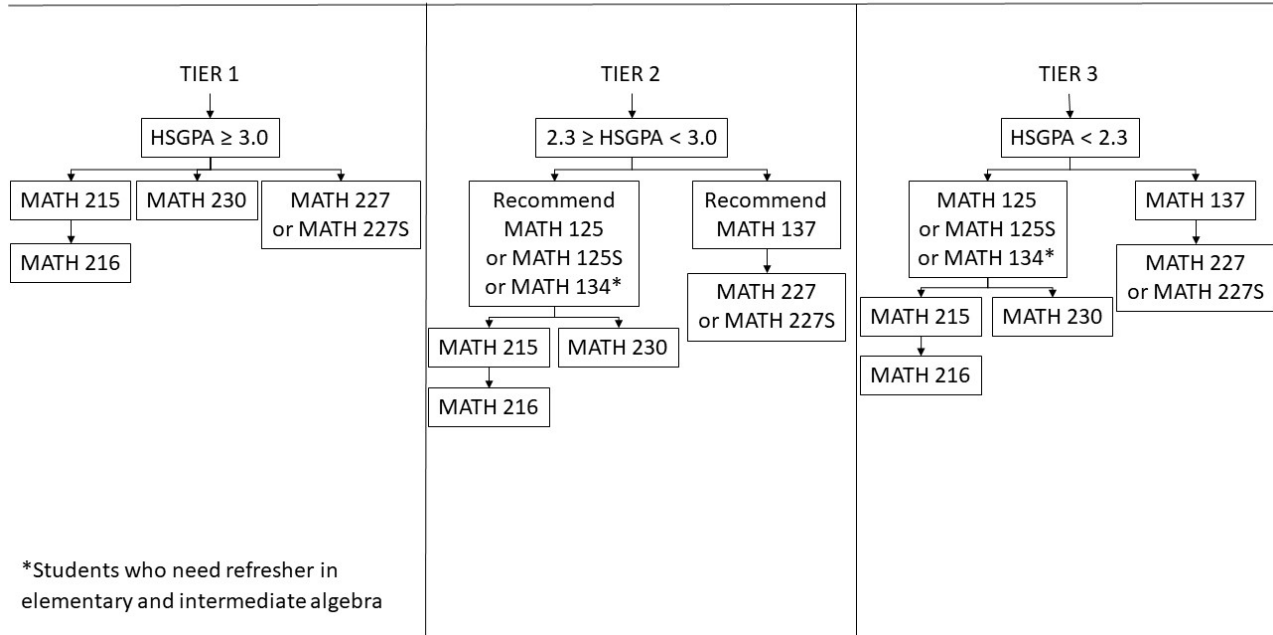 TIER 1
HSGPA ≥ 3.0
MATH 215
MATH 230
MATH 227
or MATH 227S
MATH 216
*Students who need refresher in
elementary and intermediate algebra
TIER 2
2.3 ≥ HSGPA < 3.0
Recommend
MATH 125
or MATH 125S
or MATH 134*
Recommend
MATH 137
MATH 227
or MATH 227S
MATH 215
MATH 230
MATH 216
TIER 3
HSGPA < 2.3
MATH 125
or MATH 125S
or MATH 134*
MATH 137
MATH 227
or MATH 227S
MATH 215
MATH 230
MATH 216